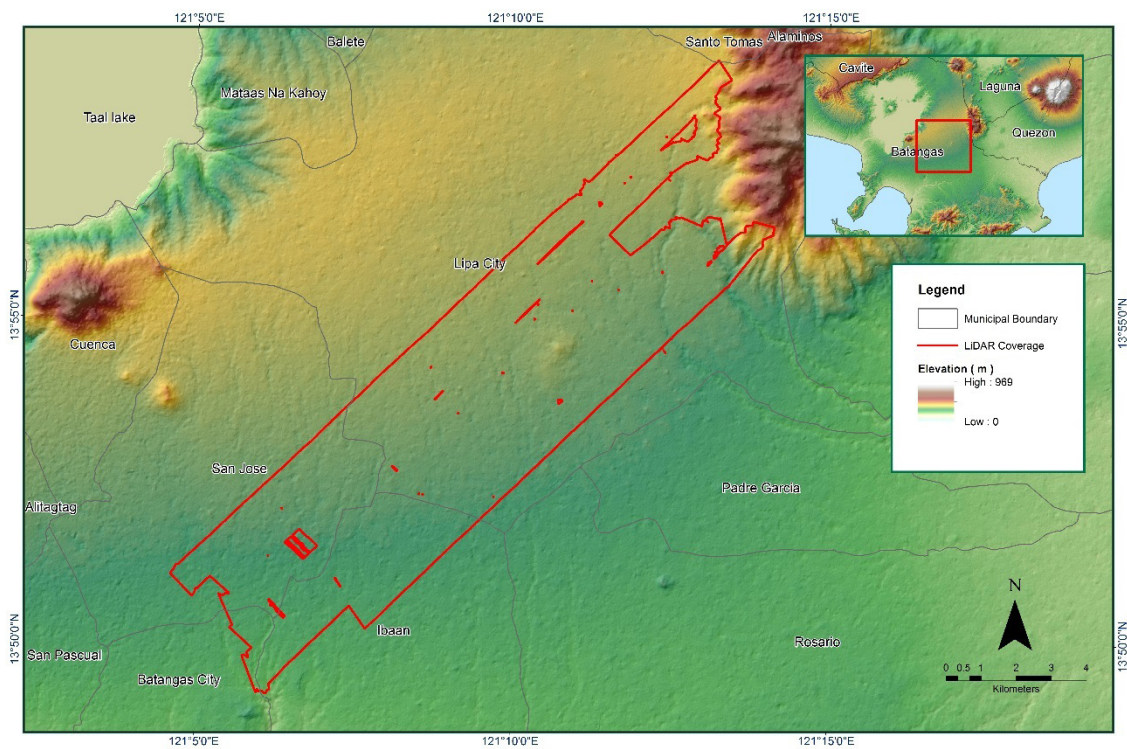 121°5'0"E
121°10'0"E
121°15'0"E
Balete
Santo Tomas
Alaminos
Mataas Na Kahoy
Taal lake
Cavite
Laguna
Quezon
Batangas
Lipa City
13°55'0"N
13°55'0"N
Cuenca
Legend
Municipal Boundary
LiDAR Coverage
Elevation ( m )
High : 969
Low : 0
San Jose
Alitagtag
Padre Garcia
13°50'0"N
13°50'0"N
San Pascual
Batangas City
Ibaan
Rosario
N
0 0.5 1 2 3 4
Kilometers
121°5'0"E
121°10'0"E
121°15'0"E